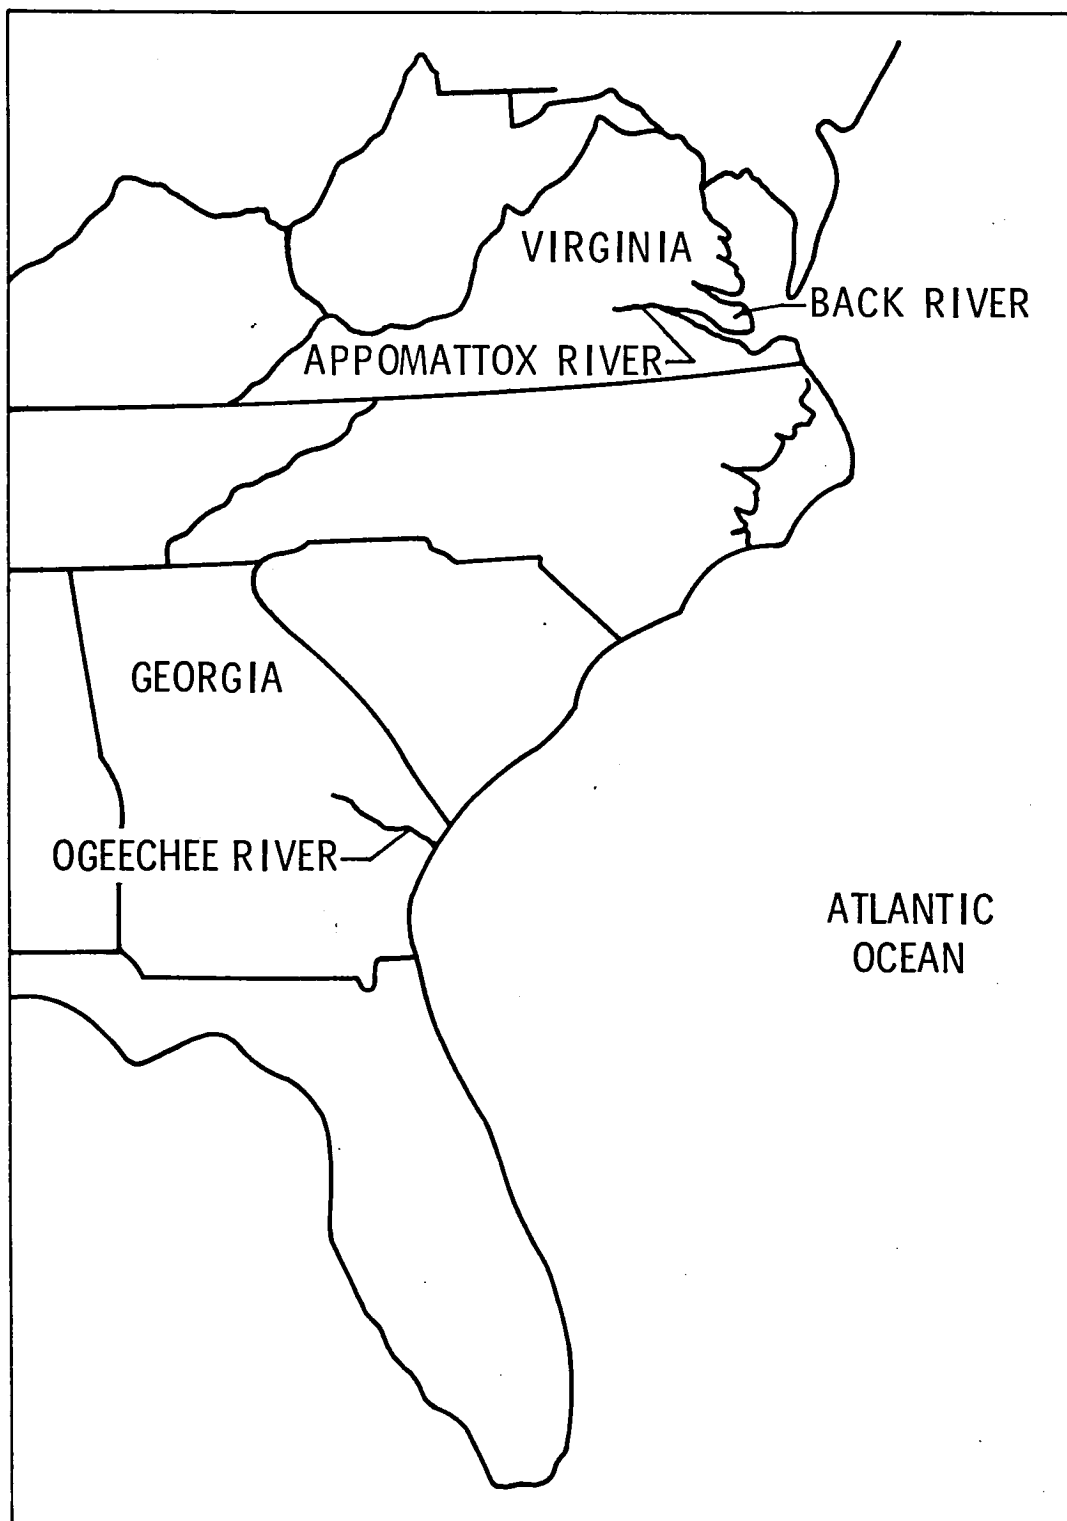 VIRGINIA
BACK RIVER
APPOMATTOX RIVER
GEORGIA
OGEECHEE RIVER
ATLANTIC
OCEAN